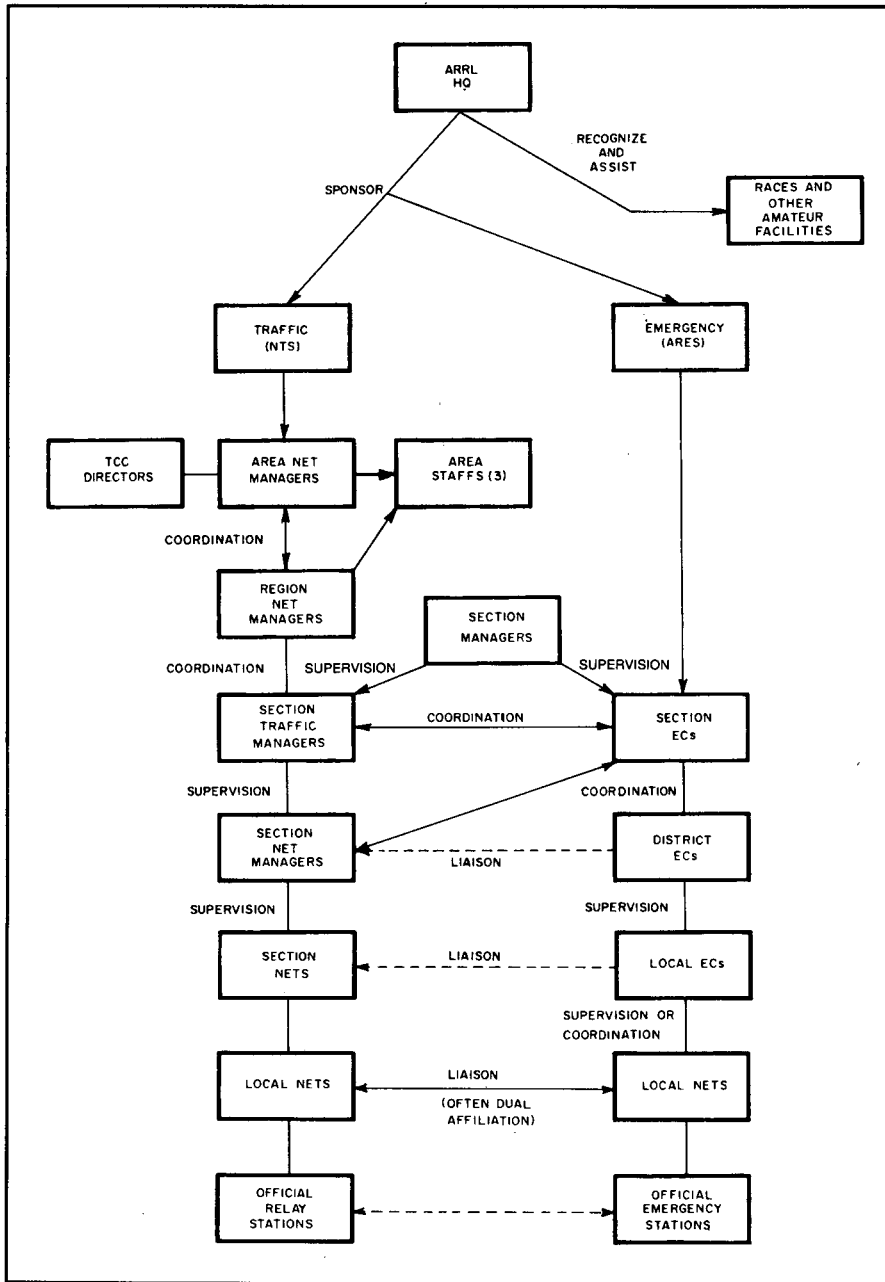 ARRL
HQ
RECOGNIZE
AND
ASSIST
SPONSOR
RACES AND
OTHER
AMATEUR
FACILITIES
TRAFFIC
(NTS)
EMERGENCY
(ARES)
TCC
DIRECTORS
AREA NET
MANAGERS
AREA
STAFFS (3)
COORDINATION
REGION
NET
MANAGERS
SECTION
MANAGERS
COORDINATION
SUPERVISION
SUPERVISION
SECTION
TRAFFIC
MANAGERS
COORDINATION
SECTION
ECs
SUPERVISION
COORDINATION
SECTION
NET
MANAGERS
LIAISON
DISTRICT
ECs
SUPERVISION
SUPERVISION
SECTION
NETS
LIAISON
LOCAL ECs
SUPERVISION OR
COORDINATION
LOCAL NETS
LIAISON
(OFTEN DUAL
AFFILIATION)
LOCAL NETS
OFFICIAL
RELAY
STATIONS
OFFICIAL
EMERGENCY
STATIONS